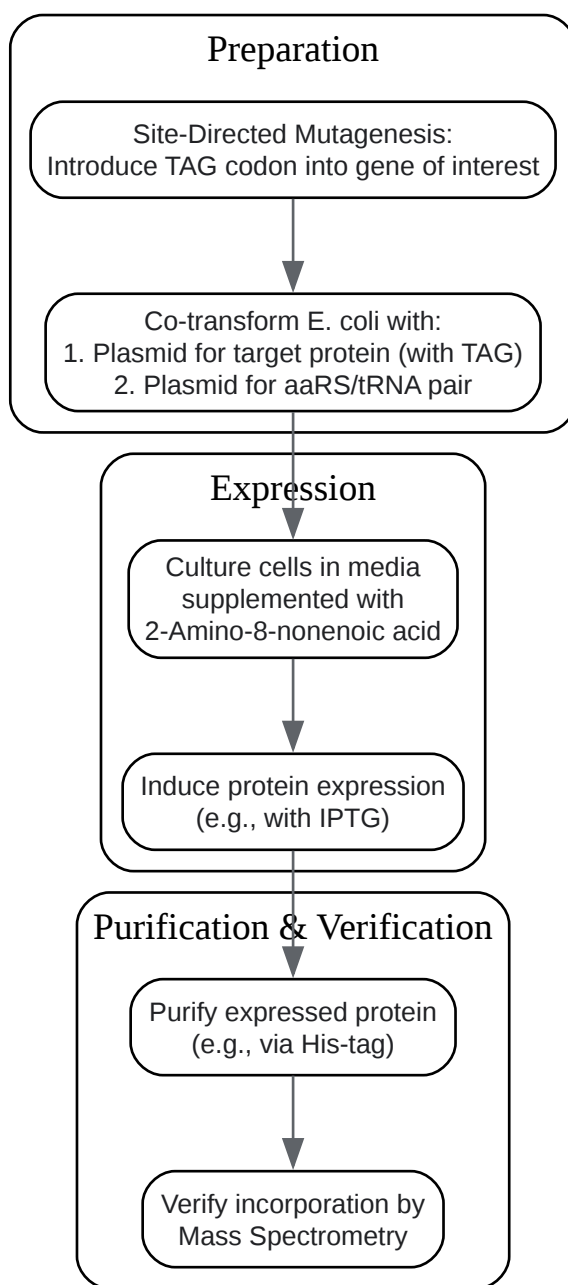 Preparation
Site-Directed Mutagenesis:
Introduce TAG codon into gene of interest
Co-transform E. coli with:
1. Plasmid for target protein (with TAG)
2. Plasmid for aaRS/tRNA pair
Expression
Culture cells in media
supplemented with
2-Amino-8-nonenoic acid
Induce protein expression
(e.g., with IPTG)
Purification & Verification
Purify expressed protein
(e.g., via His-tag)
Verify incorporation by
Mass Spectrometry